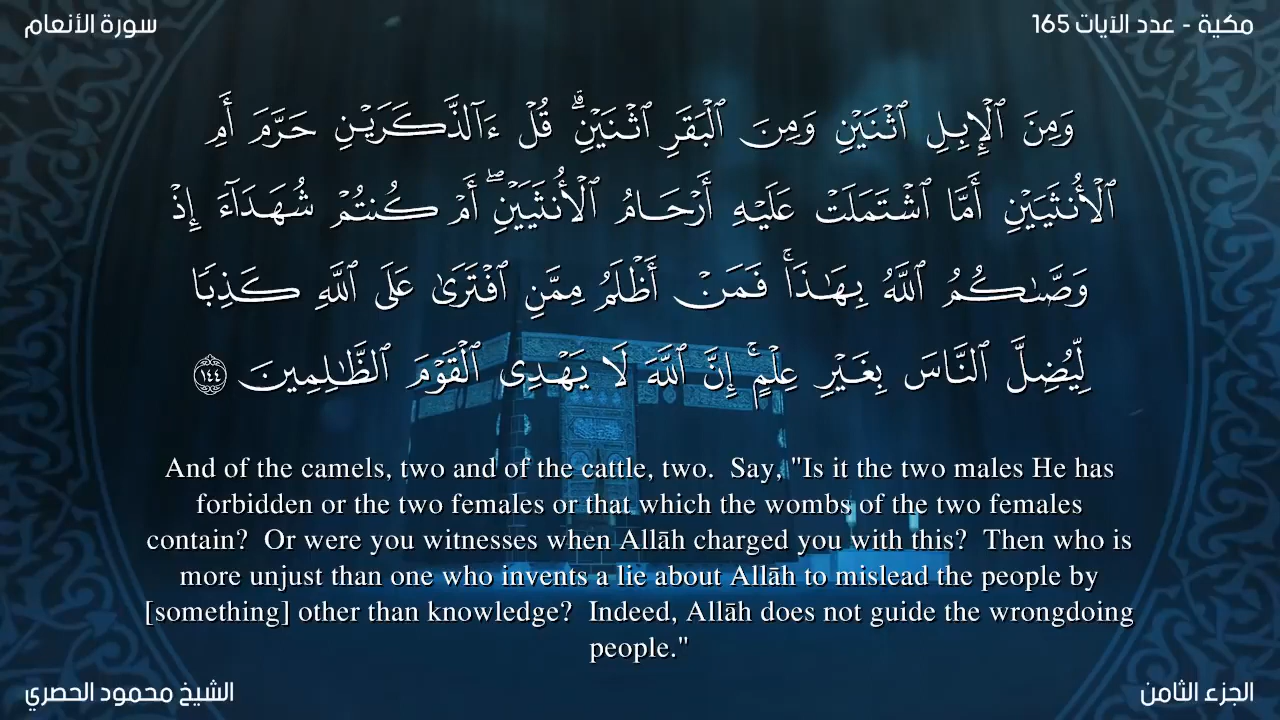 مكية - عدد الآيات 165
سورة الأنعام
وَمِنَ ٱلْإِبِلِ ٱثْنَيْنِ وَمِنَ ٱلْبَقَرِ ٱثْنَيْنِۗ قُلْ ءَآلذَّكَرَيْنِ حَرَّمَ أَمِ
ٱلْأُنثَيَيْنِ أَمَّا ٱشْتَمَلَتْ عَلَيْهِ أَرْحَامُ ٱلْأُنثَيَيْنِۖ أَمْ كُنتُمْ شُهَدَآءَ إِذْ
وَصَّىٰكُمُ ٱللَّهُ بِهَـٰذَاۚ فَمَنْ أَظْلَمُ مِمَّنِ ٱفْتَرَىٰ عَلَى ٱللَّهِ كَذِبًا
لِّيُضِلَّ ٱلنَّاسَ بِغَيْرِ عِلْمٍۚ إِنَّ ٱللَّهَ لَا يَهْدِى ٱلْقَوْمَ ٱلظَّـٰلِمِينَ ١٤٤
And of the camels, two and of the cattle, two.  Say, "Is it the two males He has
forbidden or the two females or that which the wombs of the two females
contain?  Or were you witnesses when Allāh charged you with this?  Then who is
more unjust than one who invents a lie about Allāh to mislead the people by
[something] other than knowledge?  Indeed, Allāh does not guide the wrongdoing
people."
الجزء الثامن
الشيخ محمود الحصري